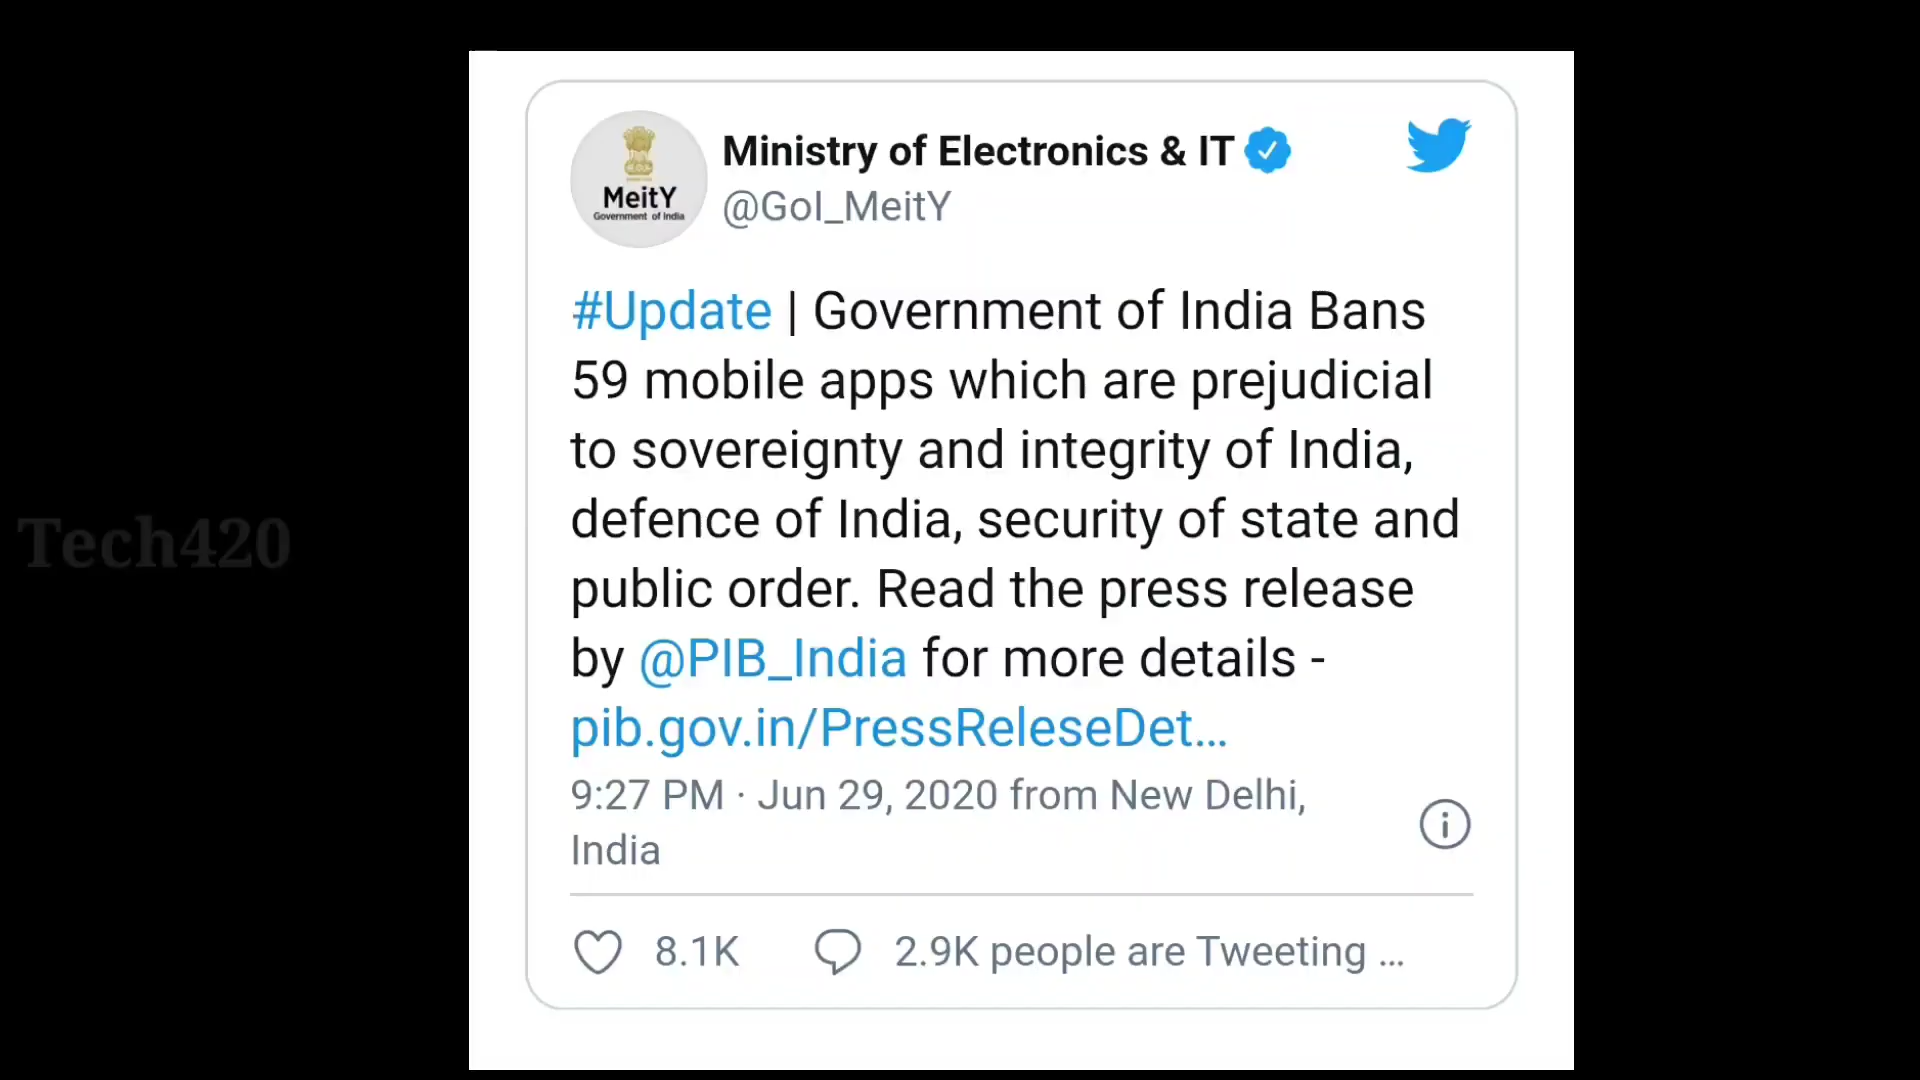 MeitY
Government of India
Ministry of Electronics & IT
@GoI_MeitY
#Update | Government of India Bans
59 mobile apps which are prejudicial
to sovereignty and integrity of India,
defence of India, security of state and
public order. Read the press release
by @PIB_India for more details -
pib.gov.in/PressReleseDet...
9:27 PM · Jun 29, 2020 from New Delhi,
India
8.1K
2.9K people are Tweeting ...
Tech420